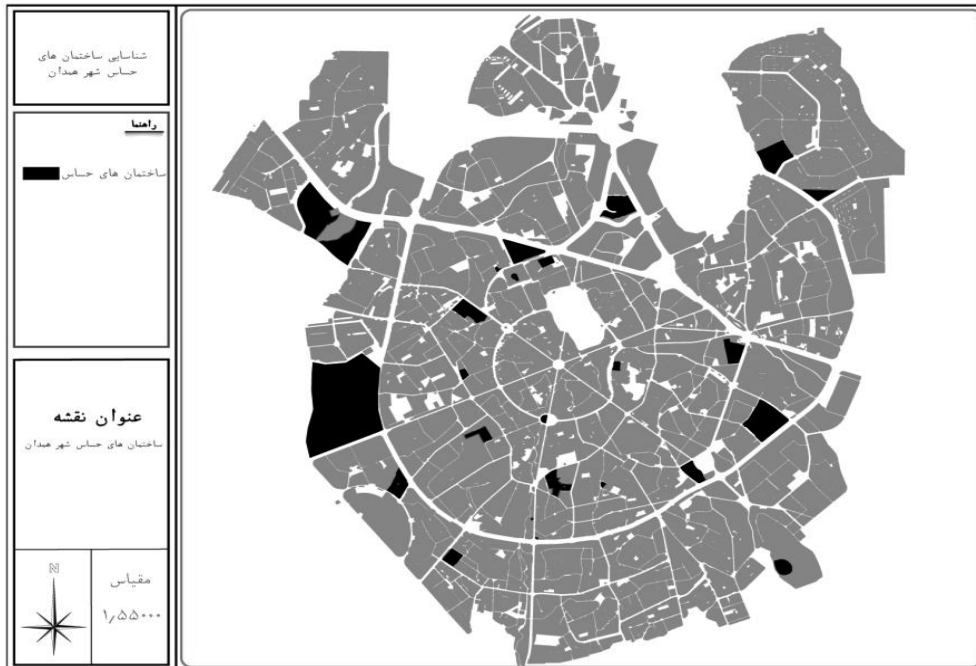 شناسایی ساختمان های
حساس شهر همدان
راهنما
ساختمان های حساس
عنوان نقشه
ساختمان های حساس شهر همدان
N
مقیاس
۱/۵۵۰۰۰